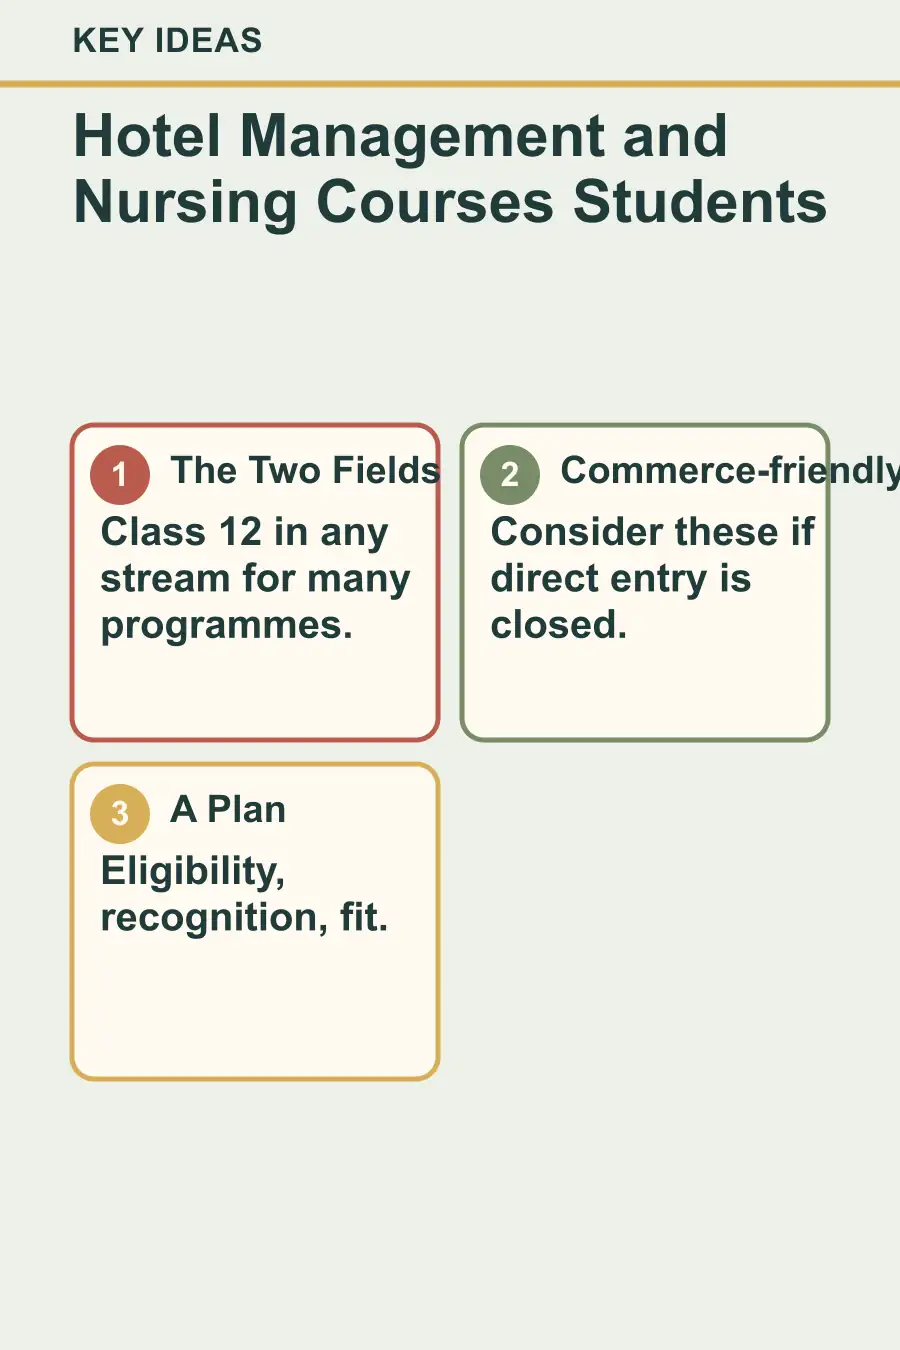 KEY IDEAS
Hotel Management and
Nursing Courses Students
1 The Two Fields
Class 12 in any
stream for many
programmes.
2 Commerce-friendly
Consider these if
direct entry is
closed.
3 A Plan
Eligibility,
recognition, fit.